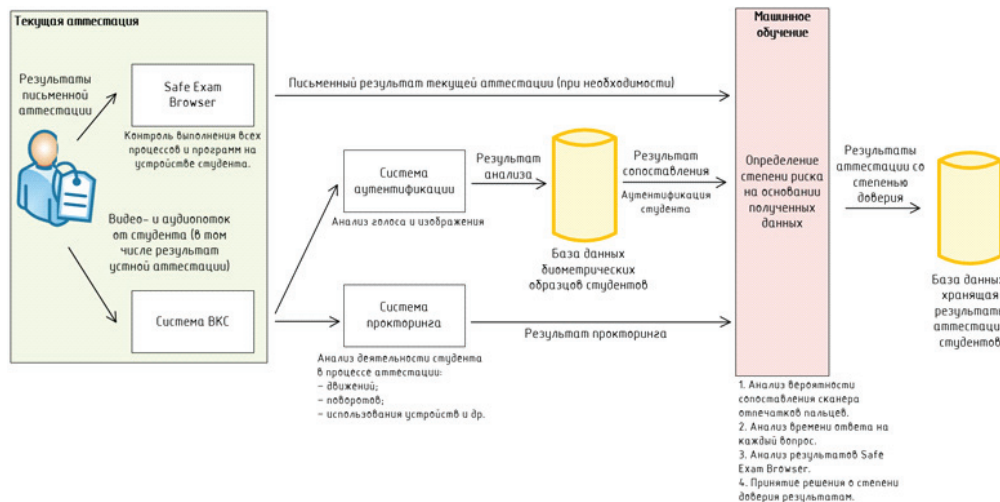 Текущая аттестация
Результаты
письменной
аттестации
Safe Exam
Browser
Контроль выполнения всех
процессов и программ на
устройстве студента.
Видео- и аудиопоток
от студента (в том
числе результат
устной аттестации)
Система ВКС
Письменный результат текущей аттестации (при необходимости)
Система
аутентификации
Анализ голоса и изображения
Результат
анализа
База данных
биометрических
образцов студентов
Результат
сопоставления
Аутентификация
студента
Система
прокторинга
Анализ деятельности студента
в процессе аттестации:
– движений;
– поворотов;
– использования устройств и др.
Результат прокторинга
Машинное
обучение
Определение
степени риска
на основании
полученных
данных
1. Анализ вероятности
сопоставления сканера
отпечатков пальцев.
2. Анализ времени ответа на
каждый вопрос.
3. Анализ результатов Safe
Exam Browser.
4. Принятие решения о степени
доверия результатам.
Результаты
аттестации со
степенью
доверия
База данных
хранящая
результаты
аттестаци
студентов